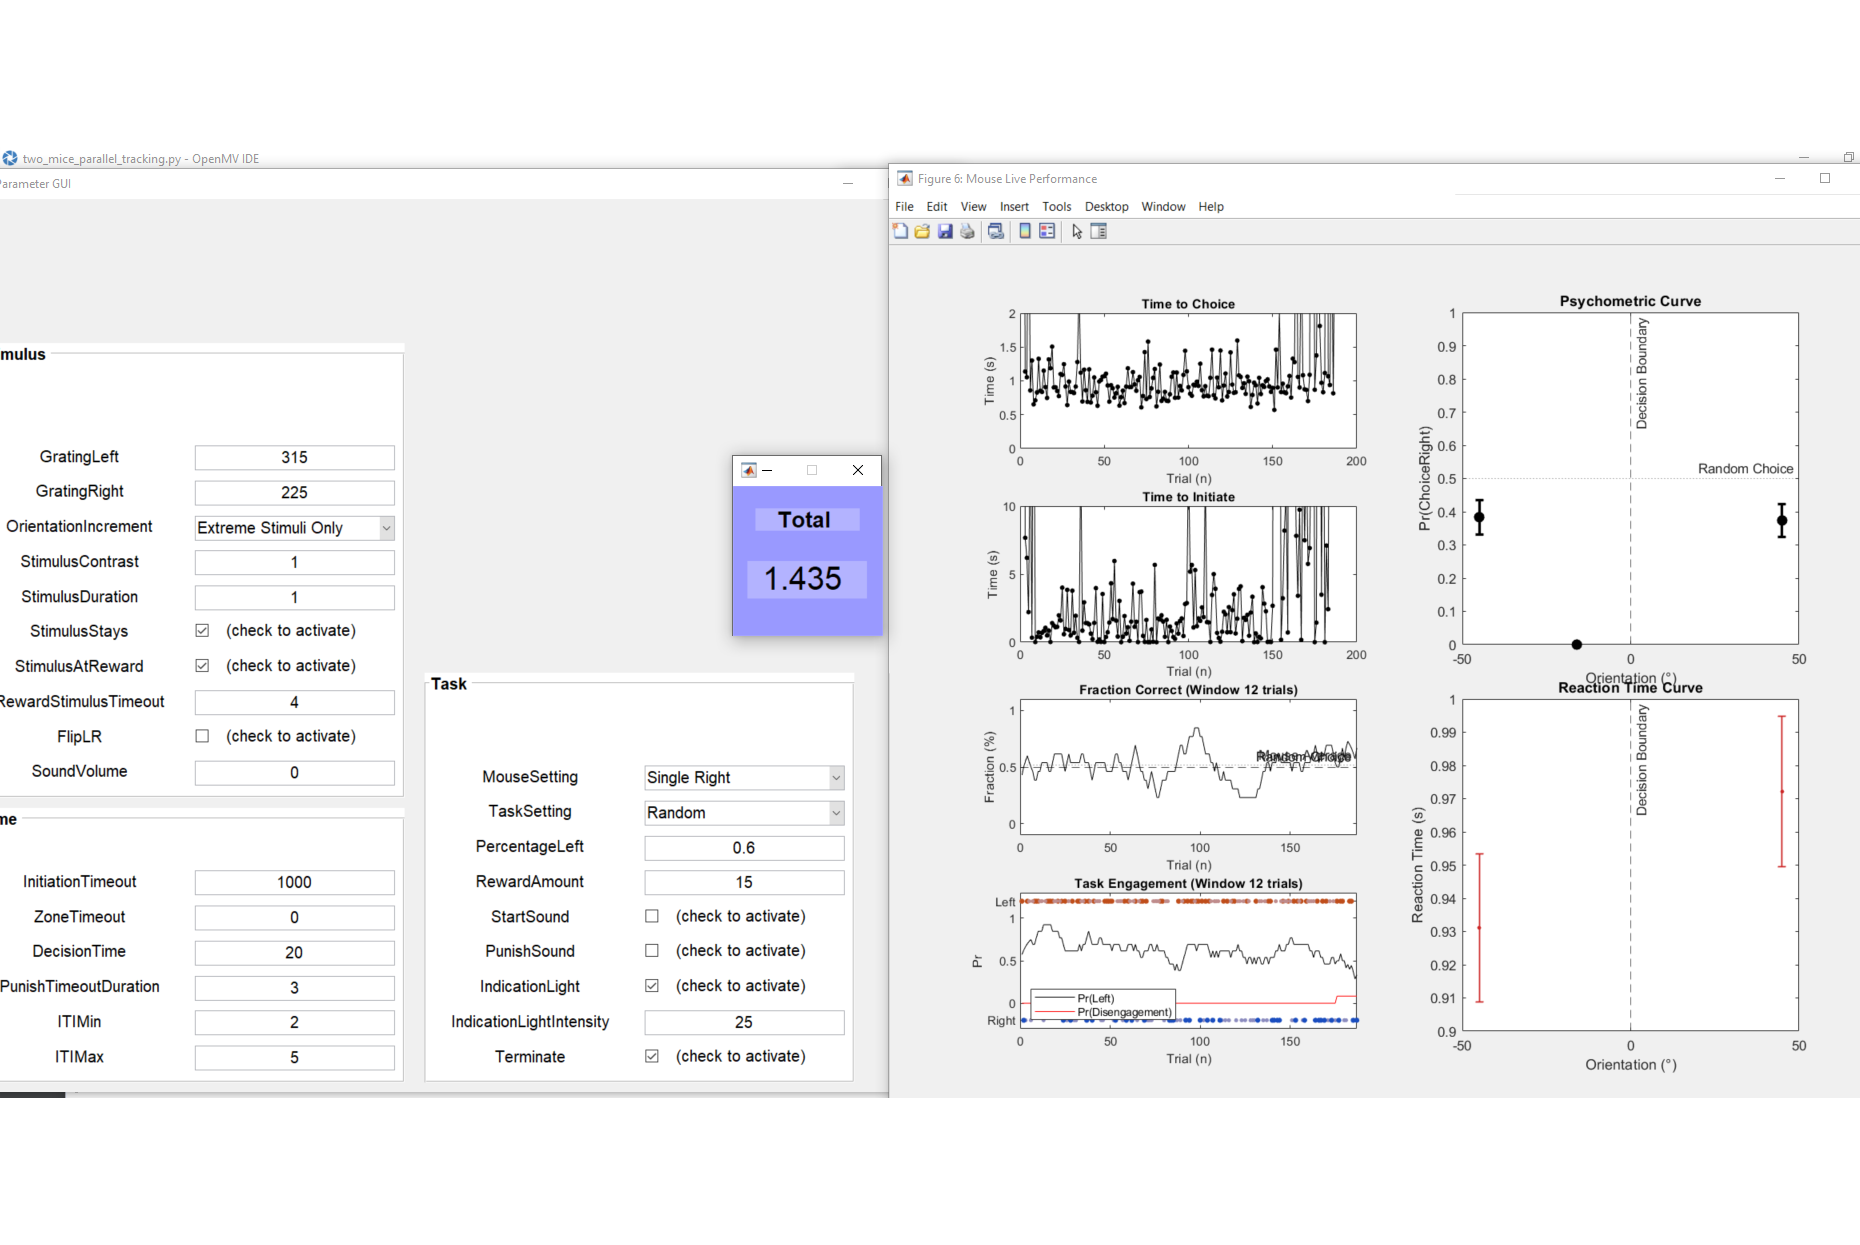 two_mice_parallel_tracking.py - OpenMV IDE
Parameter GUI
mulus
GratingLeft 315
GratingRight 225
OrientationIncrement Extreme Stimuli Only
StimulusContrast 1
StimulusDuration 1
StimulusStays (check to activate)
StimulusAtReward (check to activate)
RewardStimulusTimeout 4
FlipLR (check to activate)
SoundVolume 0
me
InitiationTimeout 1000
ZoneTimeout 0
DecisionTime 20
PunishTimeoutDuration 3
ITIMin 2
ITIMax 5
Task
MouseSetting Single Right
TaskSetting Random
PercentageLeft 0.6
RewardAmount 15
StartSound (check to activate)
PunishSound (check to activate)
IndicationLight (check to activate)
IndicationLightIntensity 25
Terminate (check to activate)
Total
1.435
Figure 6: Mouse Live Performance
File Edit View Insert Tools Desktop Window Help
Time to Choice
2
1.5
1
0.5
0
Time (s)
0 50 100 150 200
Trial (n)
Time to Initiate
10
5
0
Time (s)
0 50 100 150 200
Trial (n)
Fraction Correct (Window 12 trials)
1
0.5
0
Fraction (%)
Random Choice
0 50 100 150
Trial (n)
Task Engagement (Window 12 trials)
Left
1
0.5
0
Right
Pr
Pr(Left)
Pr(Disengagement)
0 50 100 150
Trial (n)
Psychometric Curve
1
0.9
0.8
0.7
0.6
0.5
0.4
0.3
0.2
0.1
0
Pr(ChoiceRight)
Decision Boundary
Random Choice
-50 0 50
Orientation (°)
Reaction Time Curve
1
0.99
0.98
0.97
0.96
0.95
0.94
0.93
0.92
0.91
0.9
Reaction Time (s)
Decision Boundary
-50 0 50
Orientation (°)